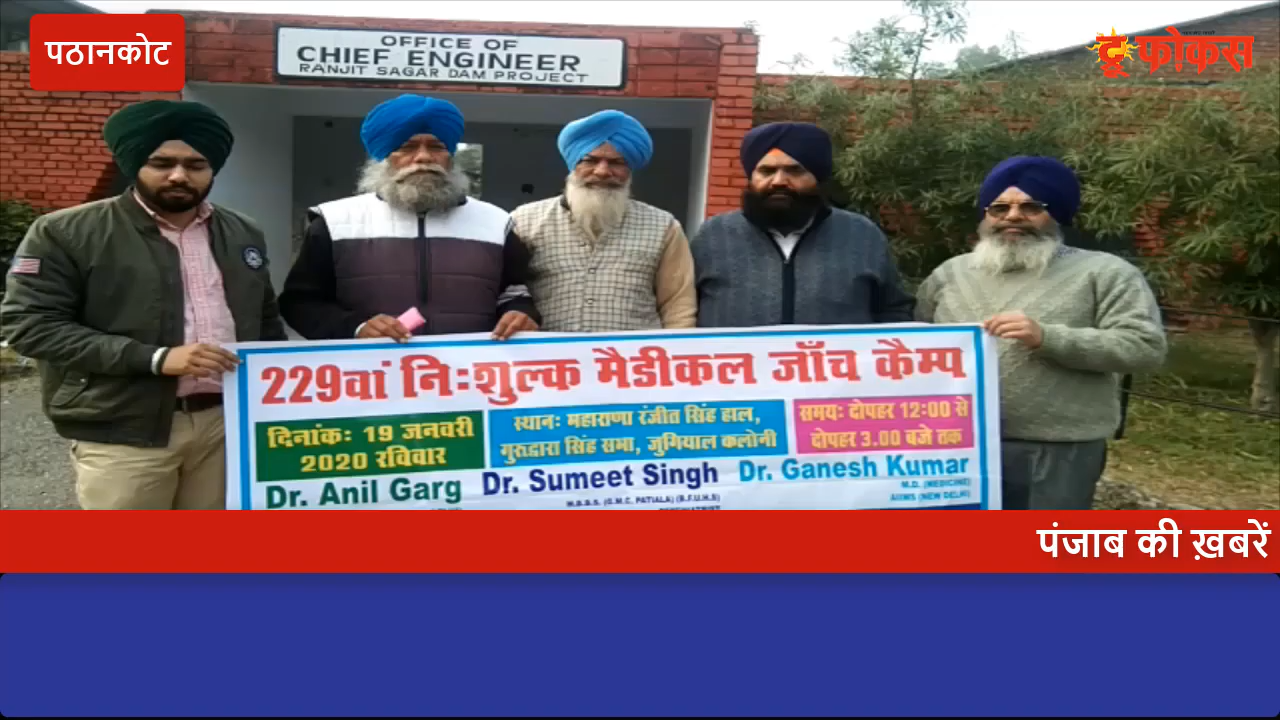 पठानकोट
OFFICE OF
CHIEF ENGINEER
RANJIT SAGAR DAM PROJECT
टू फोकस
229वां निःशुल्क मैडीकल जाँच कैम्प
दिनांकः 19 जनवरी
2020 रविवार
स्थानः महाराणा रंजीत सिंह हाल,
गुरुद्वारा सिंह सभा, जुगियाल कलोनी
समयः दोपहर 12:00 से
दोपहर 3.00 बजे तक
Dr. Anil Garg
Dr. Sumeet Singh
M.B.B.S. (G.M.C. PATIALA) (B.F.U.H.S)
Dr. Ganesh Kumar
M.D. (MEDICINE)
AIIMS (NEW DELHI)
पंजाब की ख़बरें